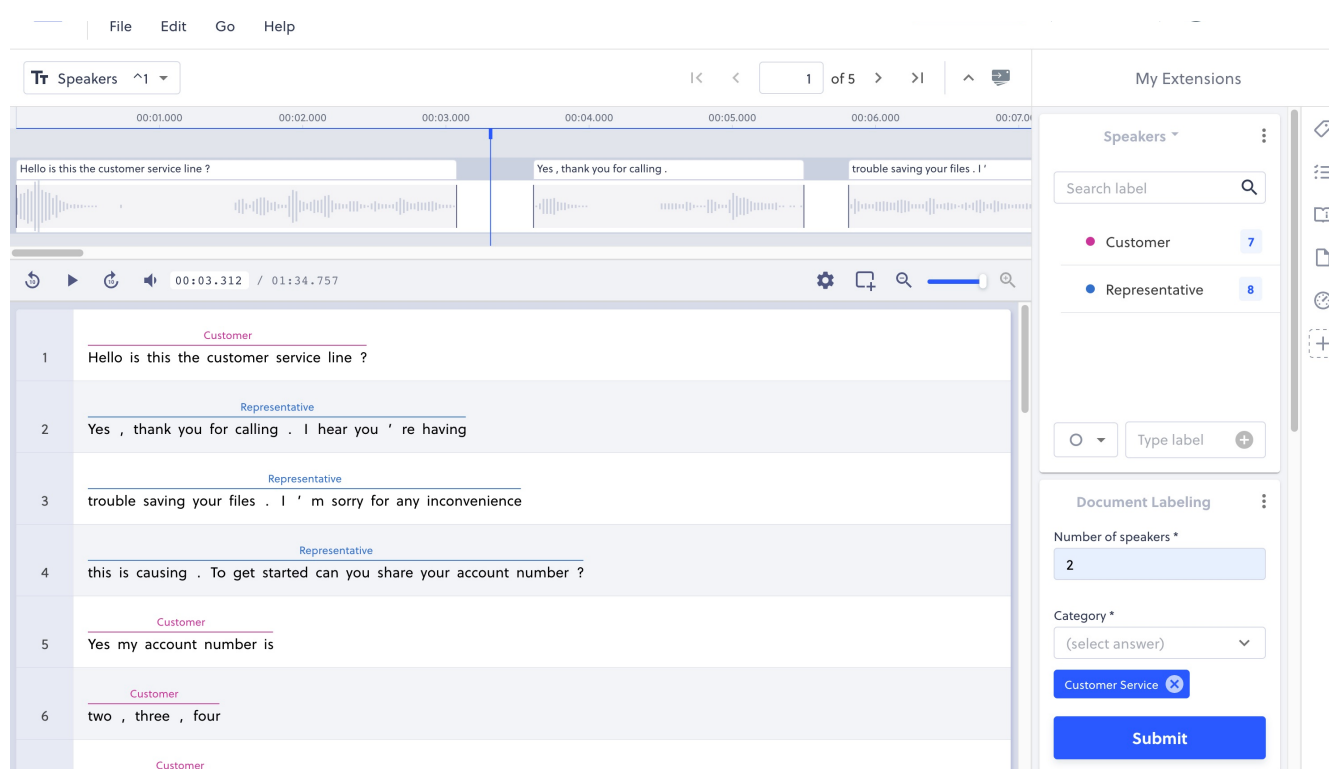 File Edit Go Help
Tт Speakers ^1
1 of 5
My Extensions
00:01.000 00:02.000 00:03.000 00:04.000 00:05.000 00:06.000 00:07.0
Hello is this the customer service line ?
Yes , thank you for calling .
trouble saving your files . I '
00:03.312 / 01:34.757
Customer
1 Hello is this the customer service line ?
Representative
2 Yes , thank you for calling . I hear you ’ re having
Representative
3 trouble saving your files . I ’ m sorry for any inconvenience
Representative
4 this is causing . To get started can you share your account number ?
Customer
5 Yes my account number is
Customer
6 two , three , four
Customer
Speakers
Search label
Customer 7
Representative 8
Type label
Document Labeling
Number of speakers *
2
Category *
(select answer)
Customer Service
Submit